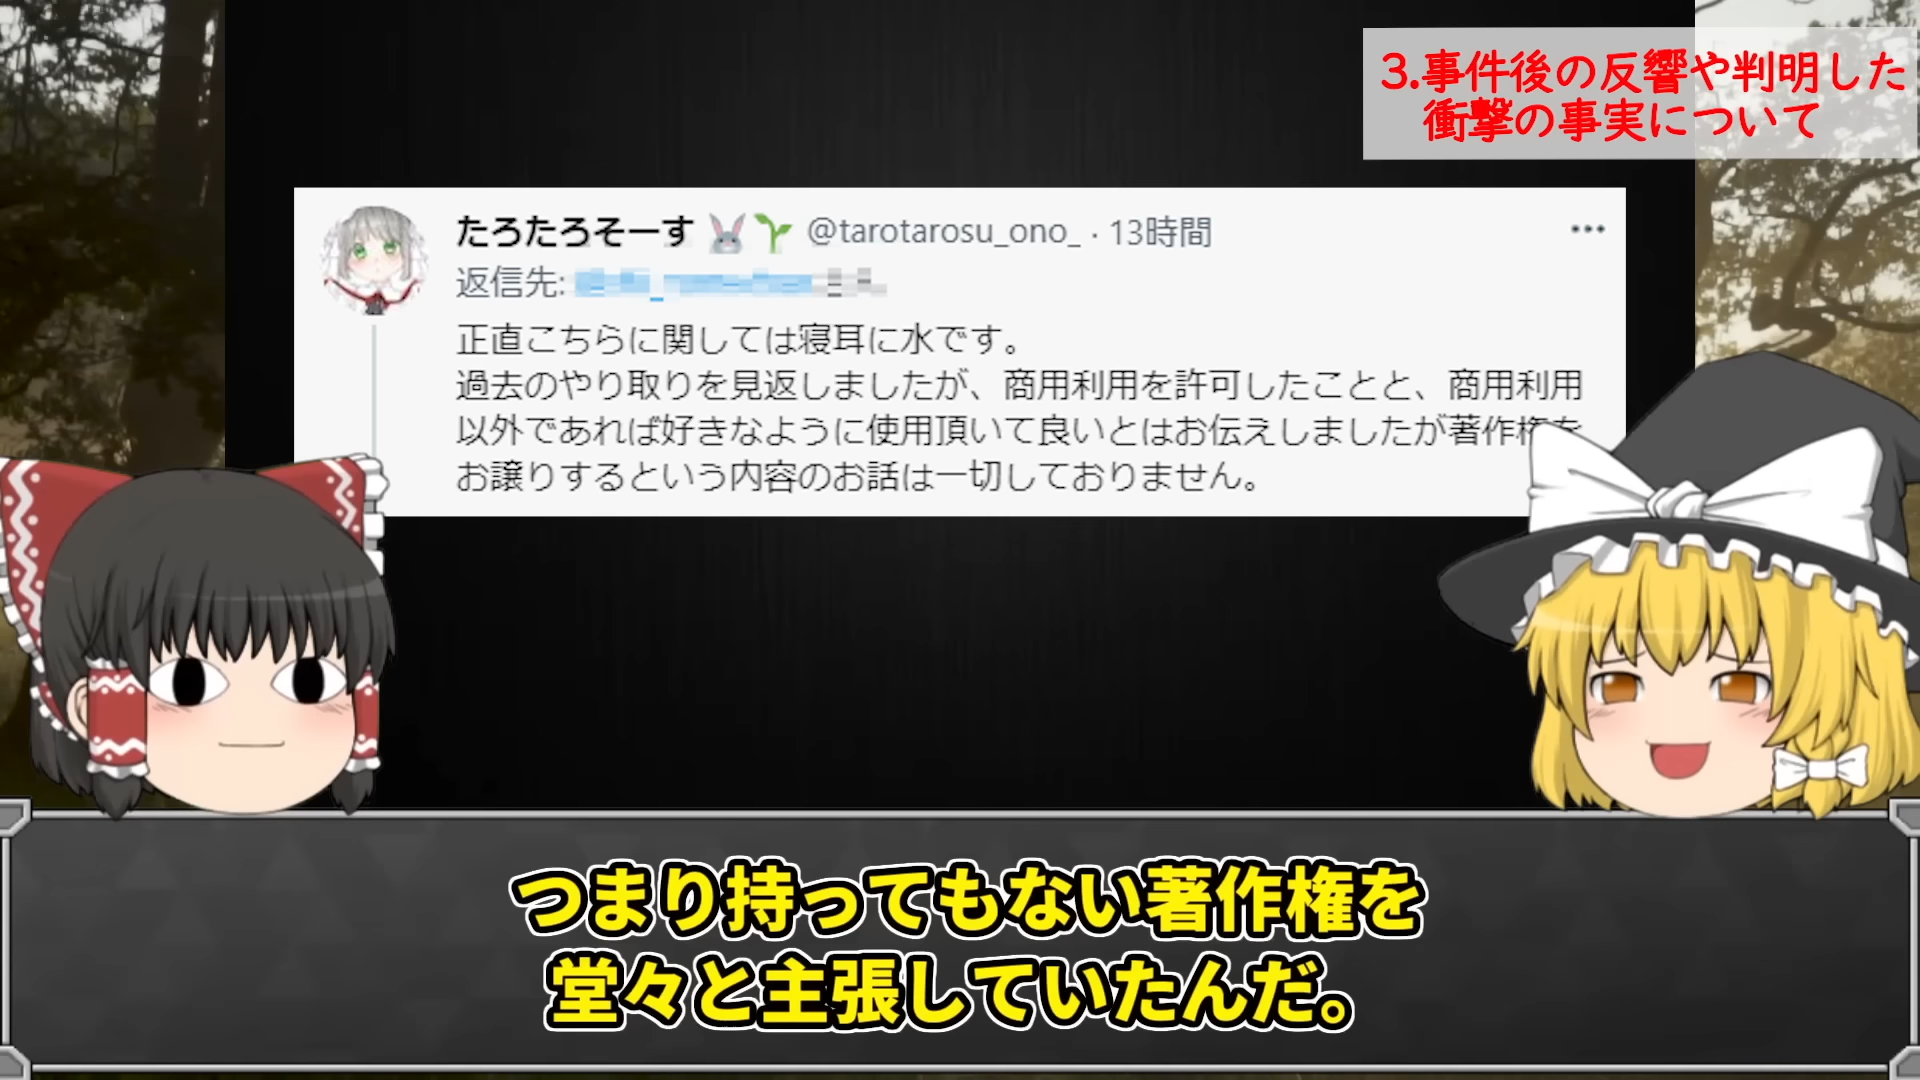 3.事件後の反響や判明した
衝撃の事実について
たろたろそーす @tarotarosu_ono_ · 13時間
返信先:
正直こちらに関しては寝耳に水です。
過去のやり取りを見返しましたが、商用利用を許可したことと、商用利用
以外であれば好きなように使用頂いて良いとはお伝えしましたが著作権を
お譲りするという内容のお話は一切しておりません。
つまり持ってもない著作権を
堂々と主張していたんだ。